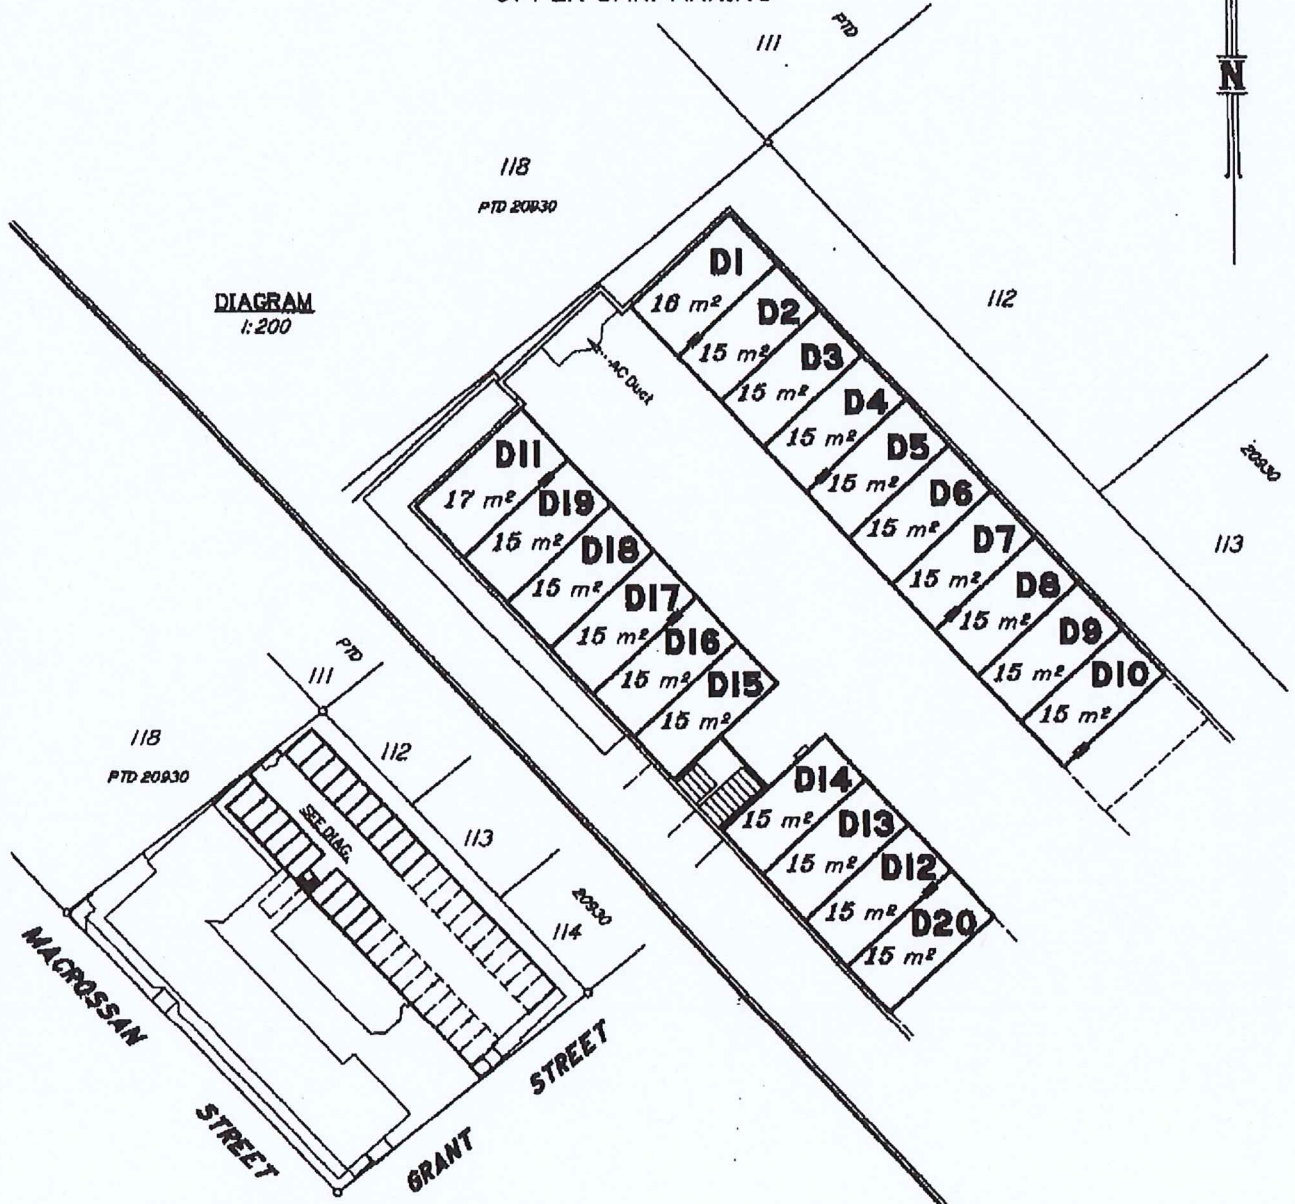 111
PTD
N
118
PTD 20930
DIAGRAM
1:200
112
20930
113
AC Duct
D1
16 m²
D2
15 m²
D3
15 m²
D4
15 m²
D5
15 m²
D6
15 m²
D7
15 m²
D8
15 m²
D9
15 m²
D10
15 m²
D11
17 m²
D19
15 m²
D18
15 m²
D17
15 m²
D16
15 m²
D15
15 m²
D14
15 m²
D13
15 m²
D12
15 m²
D20
15 m²
PTD
111
118
PTD 20930
112
113
20930
114
SEE DIAG.
MACROSSAN
STREET
GRANT
STREET